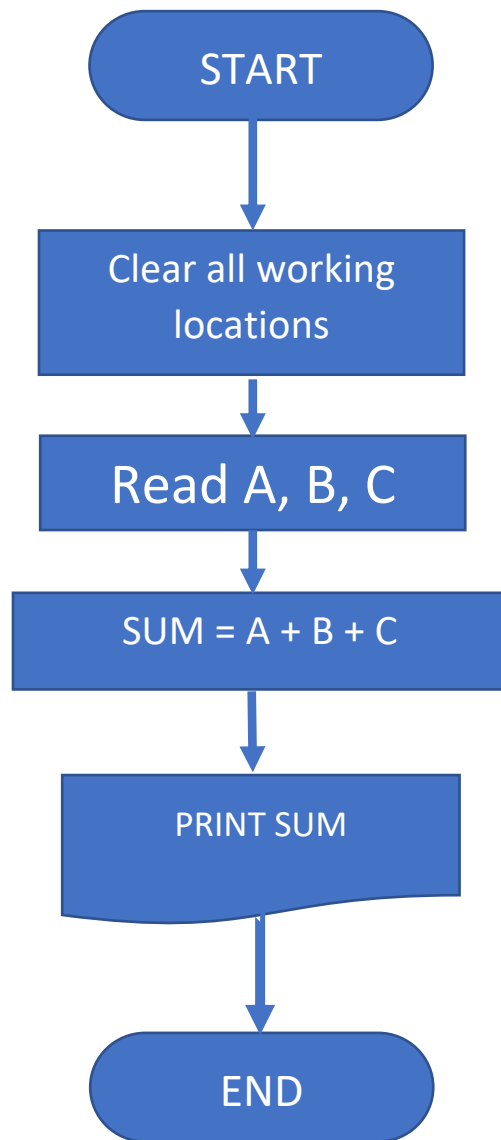 START
Clear all working
locations
Read A, B, C
SUM = A + B + C
PRINT SUM
END